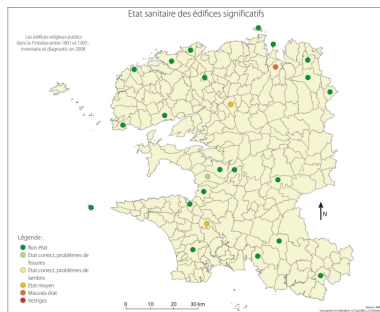 Etat sanitaire des édifices significatifs
Les édifices religieux publics
dans le Finistère entre 1801 et 1905 :
inventaire et diagnostic en 2008
N
Légende :
Bon état
Etat correct, problèmes de
fissures
Etat correct, problèmes de
lambris
Etat moyen
Mauvais état
Vestiges
0 10 20 30 km